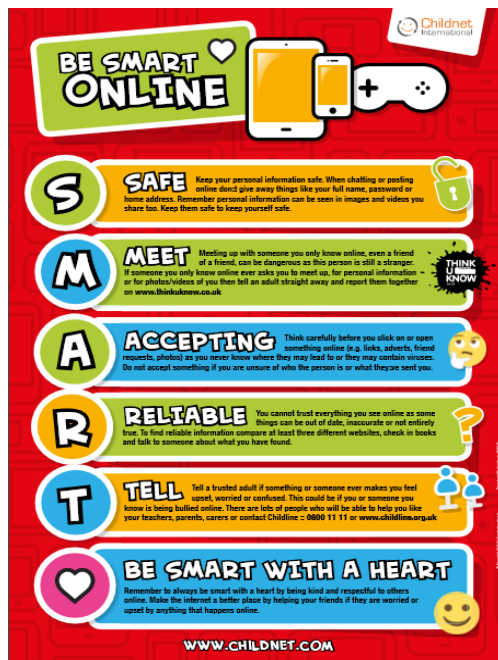 Childnet
International
BE SMART
ONLINE
S
SAFE Keep your personal information safe. When chatting or posting
online don:t give away things like your full name, password or
home address. Remember personal information can be seen in images and videos you
share too. Keep them safe to keep yourself safe.
M
MEET Meeting up with someone you only know online, even a friend
of a friend, can be dangerous as this person is still a stranger.
If someone you only know online ever asks you to meet up, for personal information
or for photos/videos of you then tell an adult straight away and report them together
on www.thinkuknow.co.uk
THINK
U
KNOW
A
ACCEPTING Think carefully before you click on or open
something online (e.g. links, adverts, friend
requests, photos) as you never know where they may lead to or they may contain viruses.
Do not accept something if you are unsure of who the person is or what they:ve sent you.
R
RELIABLE You cannot trust everything you see online as some
things can be out of date, inaccurate or not entirely
true. To find reliable information compare at least three different websites, check in books
and talk to someone about what you have found.
?
T
TELL Tell a trusted adult if something or someone ever makes you feel
upset, worried or confused. This could be if you or someone you
know is being bullied online. There are lots of people who will be able to help you like
your teachers, parents, carers or contact Childline :: 0800 11 11 or www.childline.org.uk
BE SMART WITH A HEART
Remember to always be smart with a heart by being kind and respectful to others
online. Make the internet a better place by helping your friends if they are worried or
upset by anything that happens online.
WWW.CHILDNET.COM